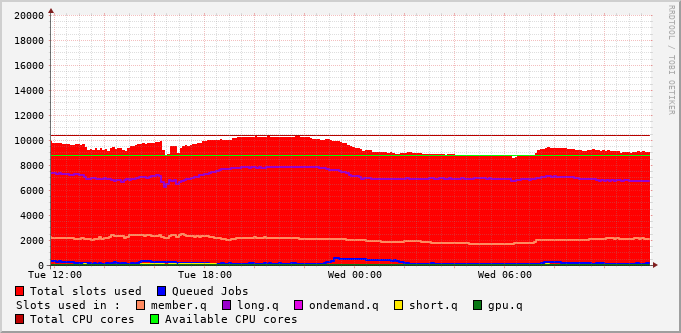 20000
18000
16000
14000
12000
10000
8000
6000
4000
2000
0
Tue 12:00 Tue 18:00 Wed 00:00 Wed 06:00
Total slots used Queued Jobs
Slots used in : member.q long.q ondemand.q short.q gpu.q
Total CPU cores Available CPU cores
RRDTOOL / TOBI OETIKER